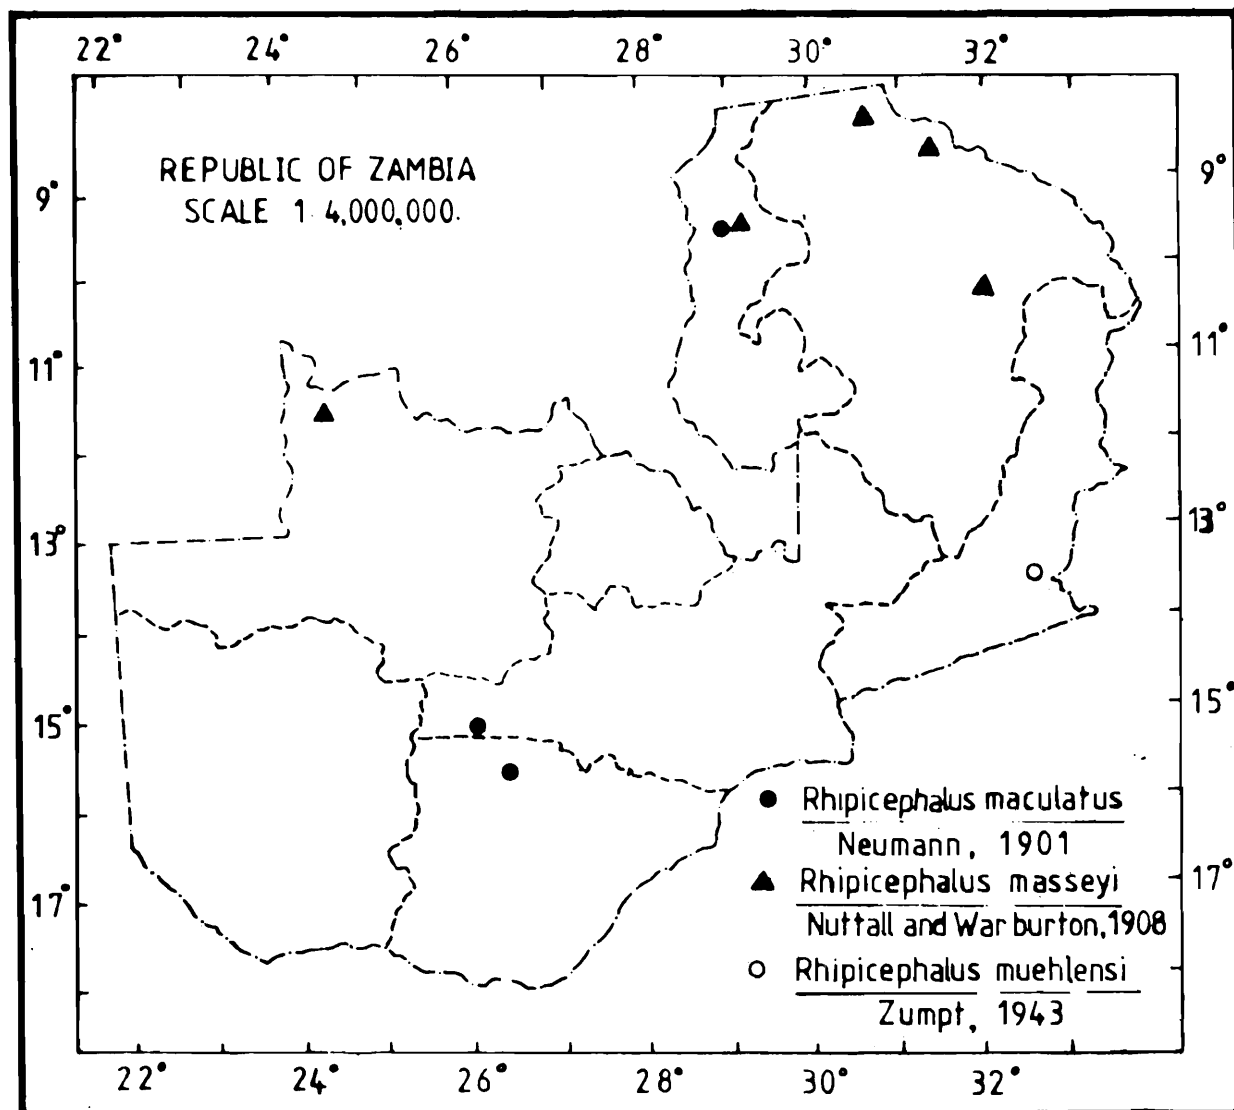 22° 24° 26° 28° 30° 32°
REPUBLIC OF ZAMBIA
SCALE 1 4,000,000.
9° 9°
11° 11°
13° 13°
15° 15°
17° 17°
Rhipicephalus maculatus
Neumann, 1901
Rhipicephalus masseyi
Nuttall and Warburton, 1908
Rhipicephalus muehlensi
Zumpt, 1943
22° 24° 26° 28° 30° 32°